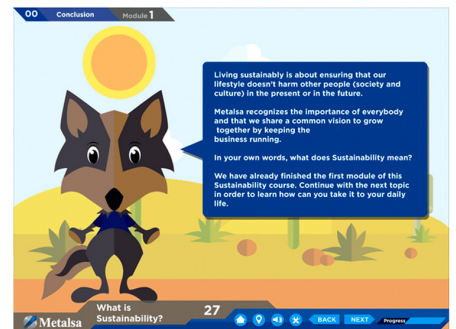 00 Conclusion Module 1
Living sustainably is about ensuring that our
lifestyle doesn't harm other people (society and
culture) in the present or in the future.
Metalsa recognizes the importance of everybody
and that we share a common vision to grow
together by keeping the
business running.
In your own words, what does Sustainability mean?
We have already finished the first module of this
Sustainability course. Continue with the next topic
in order to learn how can you take it to your daily
life.
Metalsa
What is
Sustainability?
27
BACK NEXT Progress